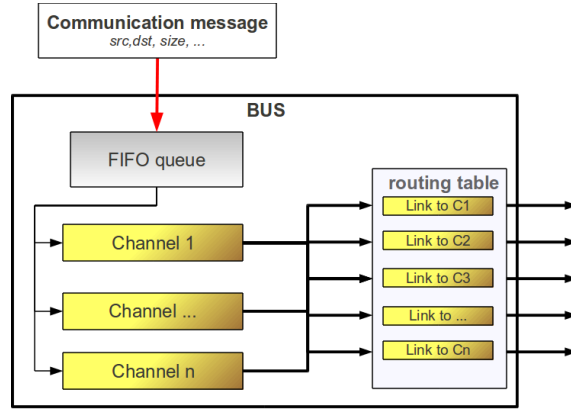 Communication message
src,dst, size, ...
BUS
FIFO queue
routing table
Link to C1
Channel 1
Link to C2
Link to C3
Channel ...
Link to ...
Link to Cn
Channel n